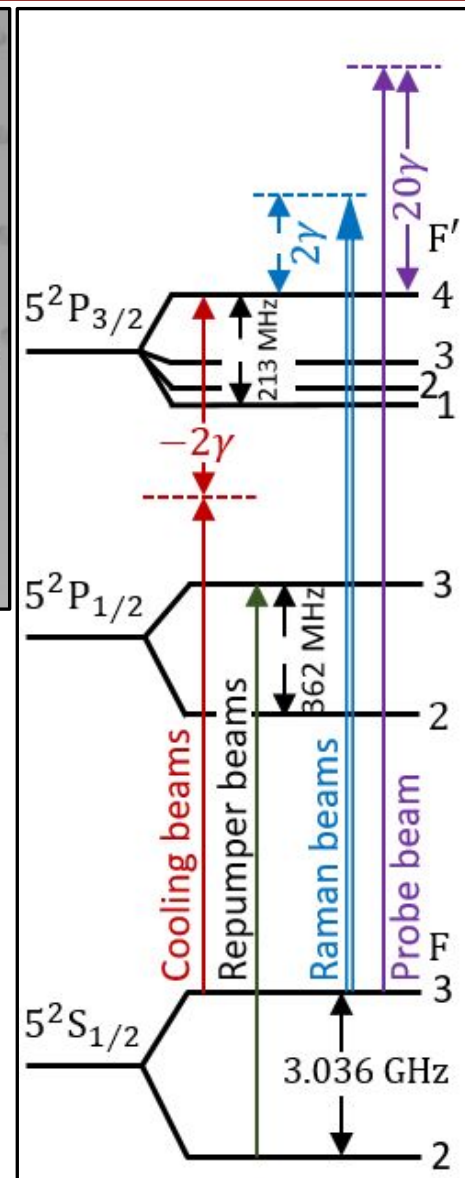 20γ
2γ
F′
5²P₃/₂
4
3
2
1
213 MHz
−2γ
5²P₁/₂
3
2
362 MHz
Cooling beams
Repumper beams
Raman beams
Probe beam
F
5²S₁/₂
3
3.036 GHz
2